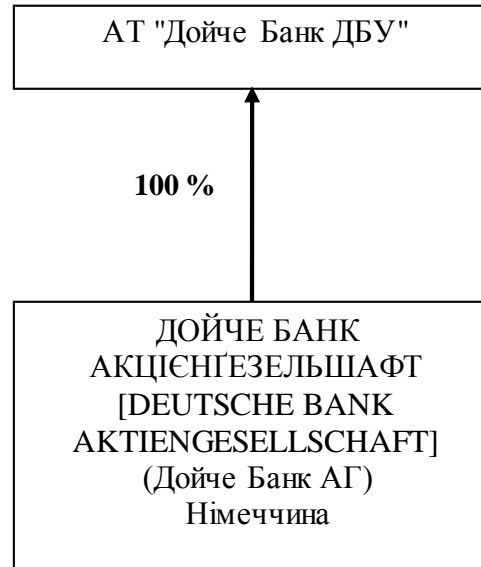 АТ "Дойче Банк ДБУ"
100 %
ДОЙЧЕ БАНК
АКЦІЄНҐЕЗЕЛЬШАФТ
[DEUTSCHE BANK
AKTIENGESELLSCHAFT]
(Дойче Банк АГ)
Німеччина